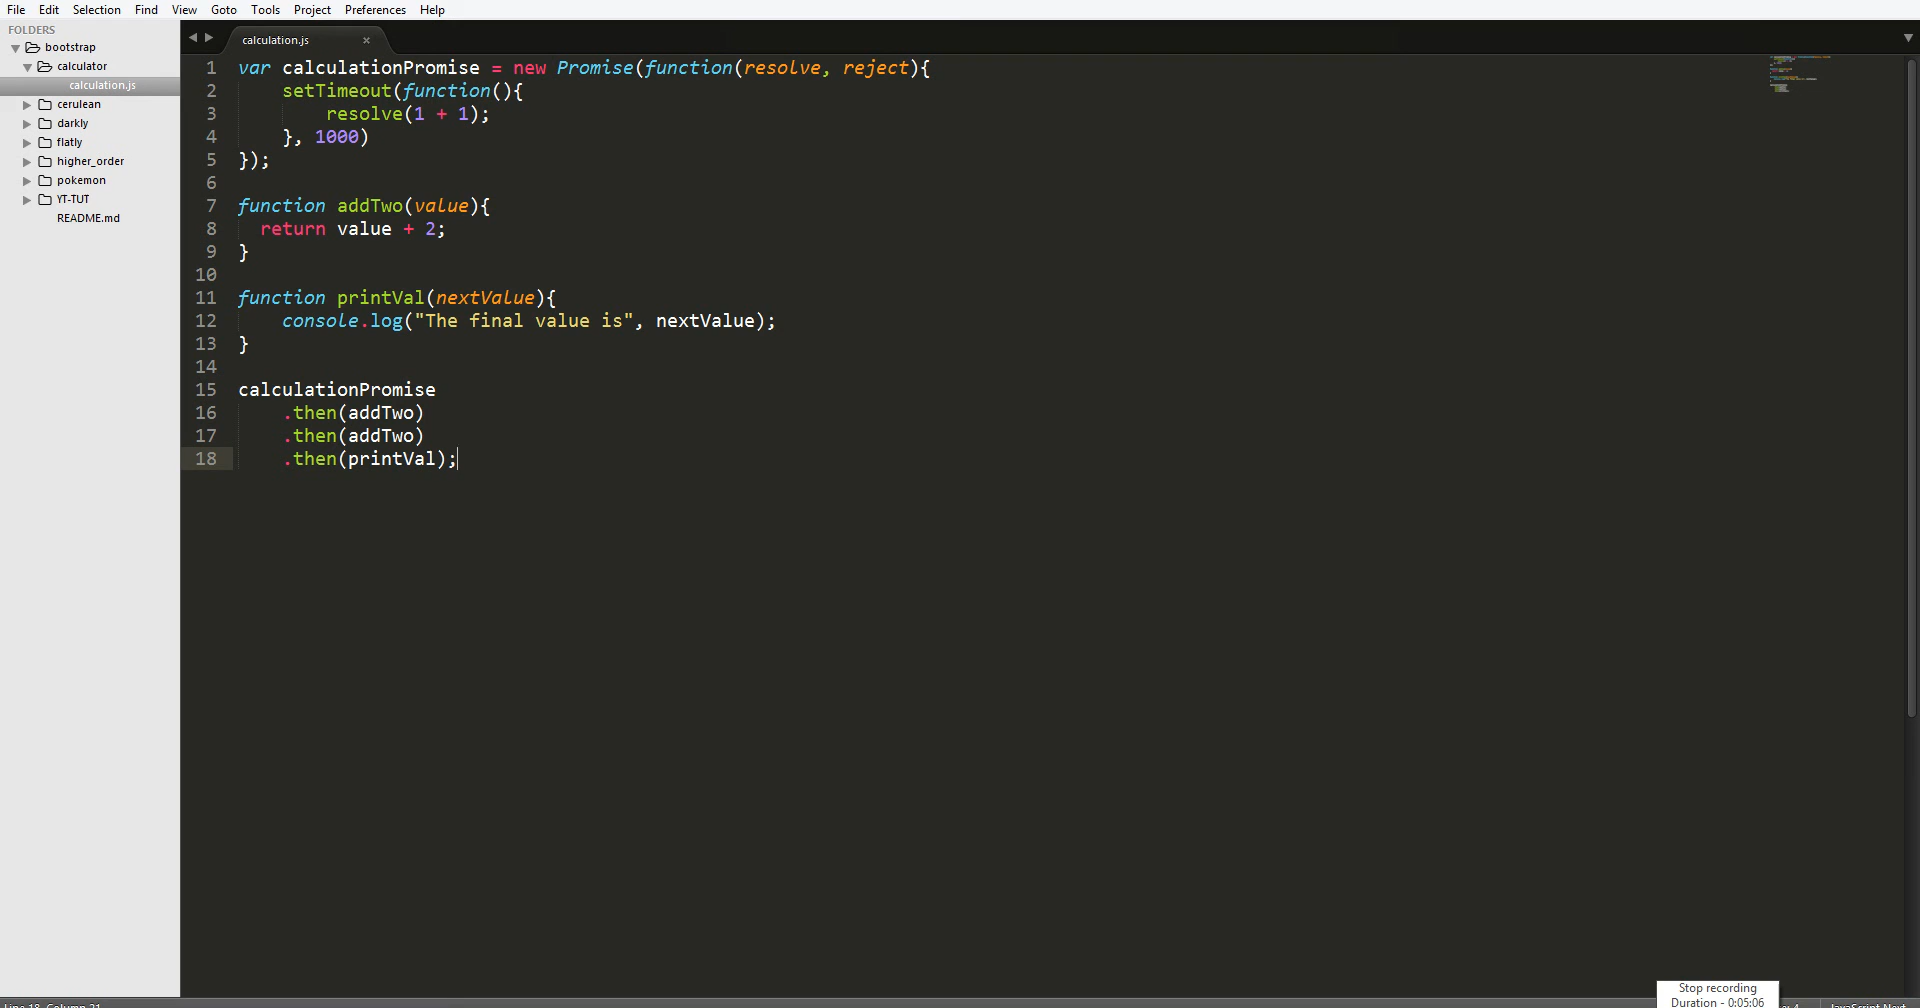 File Edit Selection Find View Goto Tools Project Preferences Help
FOLDERS
bootstrap
calculator
calculation.js
cerulean
darkly
flatly
higher_order
pokemon
YT-TUT
README.md
calculation.js ×
1 var calculationPromise = new Promise(function(resolve, reject){
2     setTimeout(function(){
3         resolve(1 + 1);
4     }, 1000)
5 });
6
7 function addTwo(value){
8   return value + 2;
9 }
10
11 function printVal(nextValue){
12     console.log("The final value is", nextValue);
13 }
14
15 calculationPromise
16     .then(addTwo)
17     .then(addTwo)
18     .then(printVal);
Stop recording
Duration - 0:05:06
Line 18, Column 21